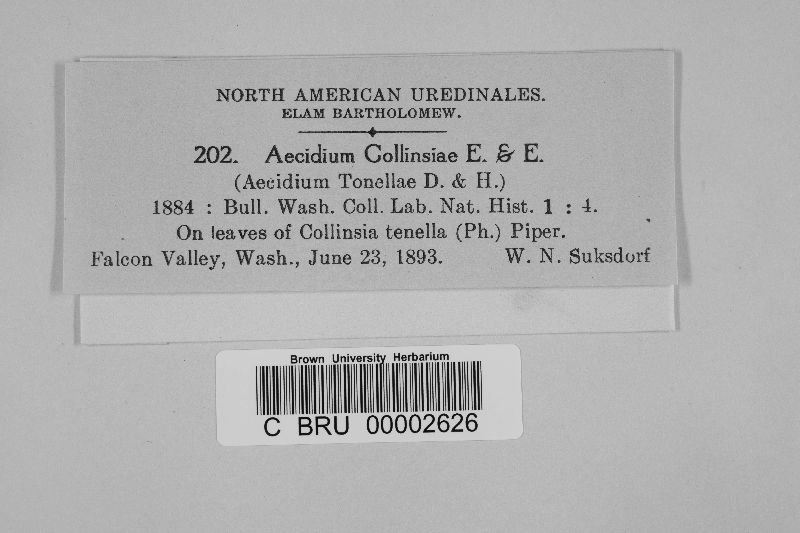 NORTH AMERICAN UREDINALES.
ELAM BARTHOLOMEW.
202. Aecidium Collinsiae E. & E.
(Aecidium Tonellae D. & H.)
1884 : Bull. Wash. Coll. Lab. Nat. Hist. 1 : 4.
On leaves of Collinsia tenella (Ph.) Piper.
Falcon Valley, Wash., June 23, 1893. W. N. Suksdorf
Brown University Herbarium
C BRU 00002626